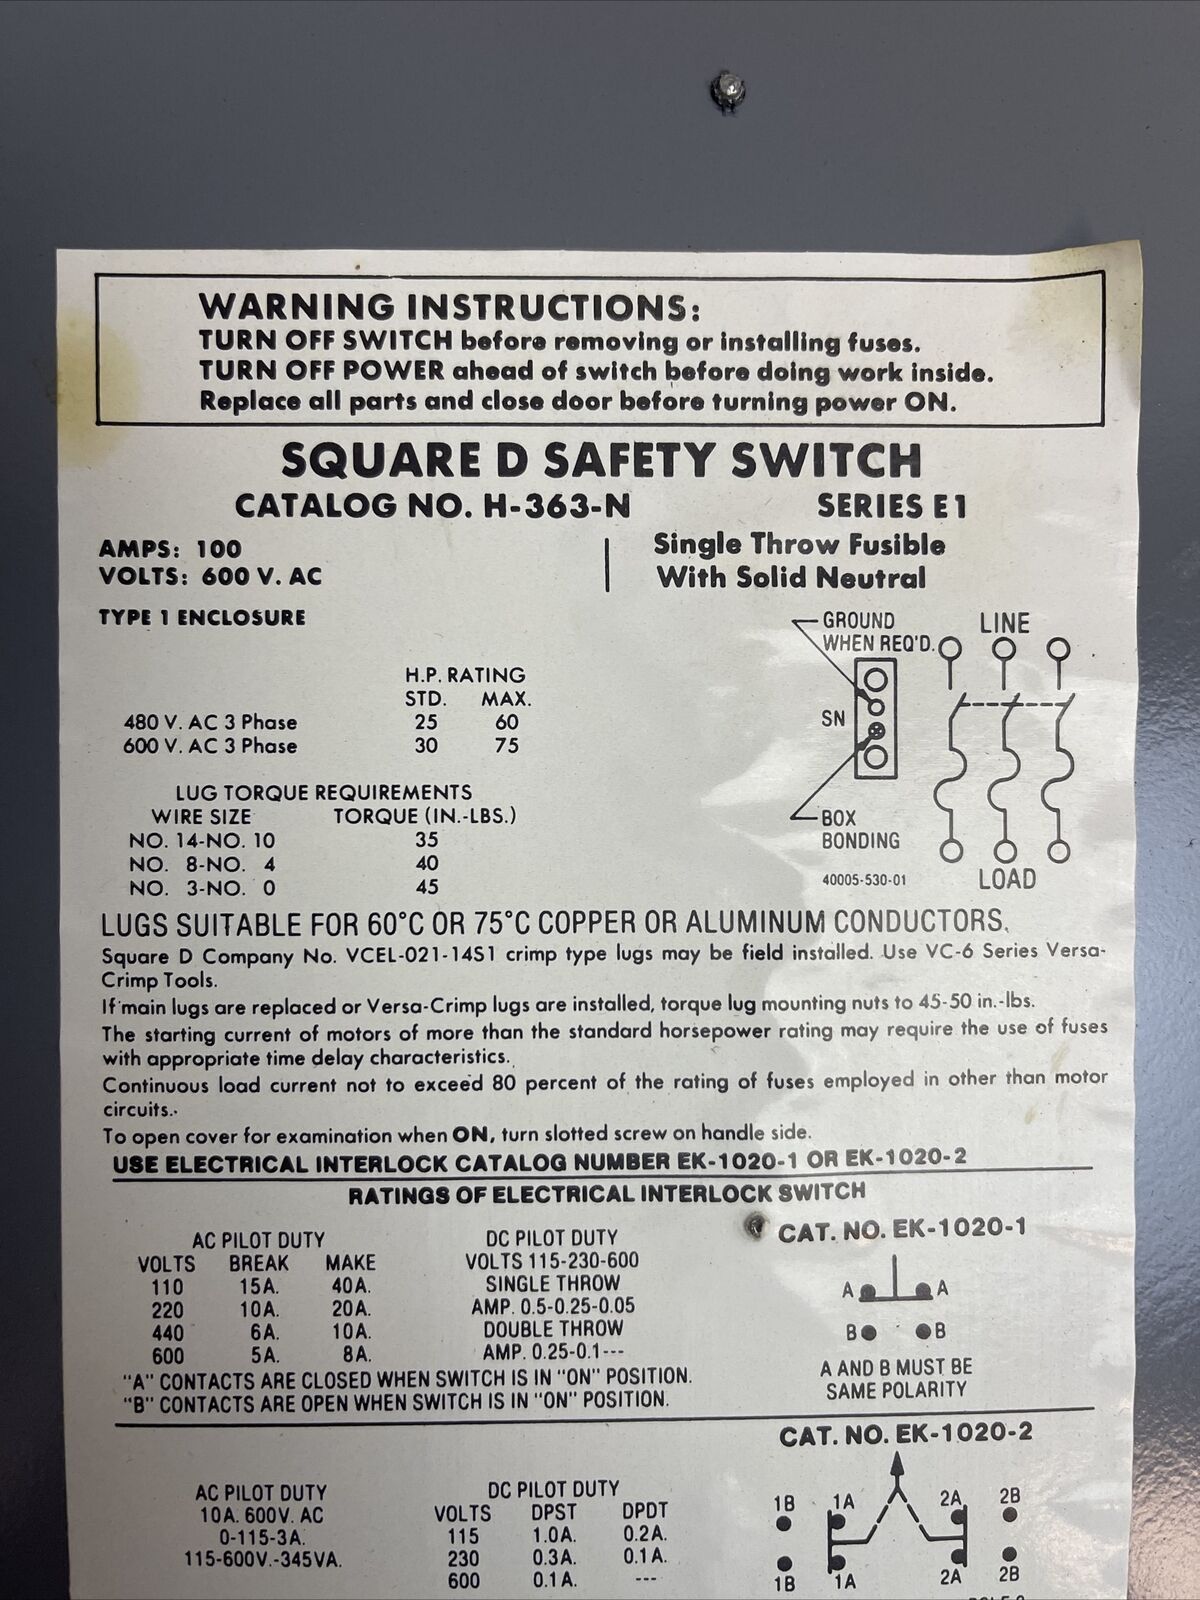 WARNING INSTRUCTIONS:
TURN OFF SWITCH before removing or installing fuses.
TURN OFF POWER ahead of switch before doing work inside.
Replace all parts and close door before turning power ON.
SQUARE D SAFETY SWITCH
CATALOG NO. H-363-N SERIES E1
AMPS: 100
VOLTS: 600 V. AC
Single Throw Fusible
With Solid Neutral
TYPE 1 ENCLOSURE
H.P. RATING
STD. MAX.
480 V. AC 3 Phase 25 60
600 V. AC 3 Phase 30 75
GROUND
WHEN REQ'D.
LINE
SN
BOX
BONDING
40005-530-01
LOAD
LUG TORQUE REQUIREMENTS
WIRE SIZE TORQUE (IN.-LBS.)
NO. 14-NO. 10 35
NO. 8-NO. 4 40
NO. 3-NO. 0 45
LUGS SUITABLE FOR 60°C OR 75°C COPPER OR ALUMINUM CONDUCTORS.
Square D Company No. VCEL-021-14S1 crimp type lugs may be field installed. Use VC-6 Series Versa-
Crimp Tools.
If main lugs are replaced or Versa-Crimp lugs are installed, torque lug mounting nuts to 45-50 in.-lbs.
The starting current of motors of more than the standard horsepower rating may require the use of fuses
with appropriate time delay characteristics.
Continuous load current not to exceed 80 percent of the rating of fuses employed in other than motor
circuits.
To open cover for examination when ON, turn slotted screw on handle side.
USE ELECTRICAL INTERLOCK CATALOG NUMBER EK-1020-1 OR EK-1020-2
RATINGS OF ELECTRICAL INTERLOCK SWITCH
AC PILOT DUTY
VOLTS BREAK MAKE
110 15A. 40A.
220 10A. 20A.
440 6A. 10A.
600 5A. 8A.
DC PILOT DUTY
VOLTS 115-230-600
SINGLE THROW
AMP. 0.5-0.25-0.05
DOUBLE THROW
AMP. 0.25-0.1---
CAT. NO. EK-1020-1
A A
B B
A AND B MUST BE
SAME POLARITY
"A" CONTACTS ARE CLOSED WHEN SWITCH IS IN "ON" POSITION.
"B" CONTACTS ARE OPEN WHEN SWITCH IS IN "ON" POSITION.
CAT. NO. EK-1020-2
AC PILOT DUTY
10A. 600V. AC
0-115-3A.
115-600V.-345VA.
DC PILOT DUTY
VOLTS DPST DPDT
115 1.0A. 0.2A.
230 0.3A. 0.1A.
600 0.1A. ---
1B 1A 2A 2B
1B 1A 2A 2B